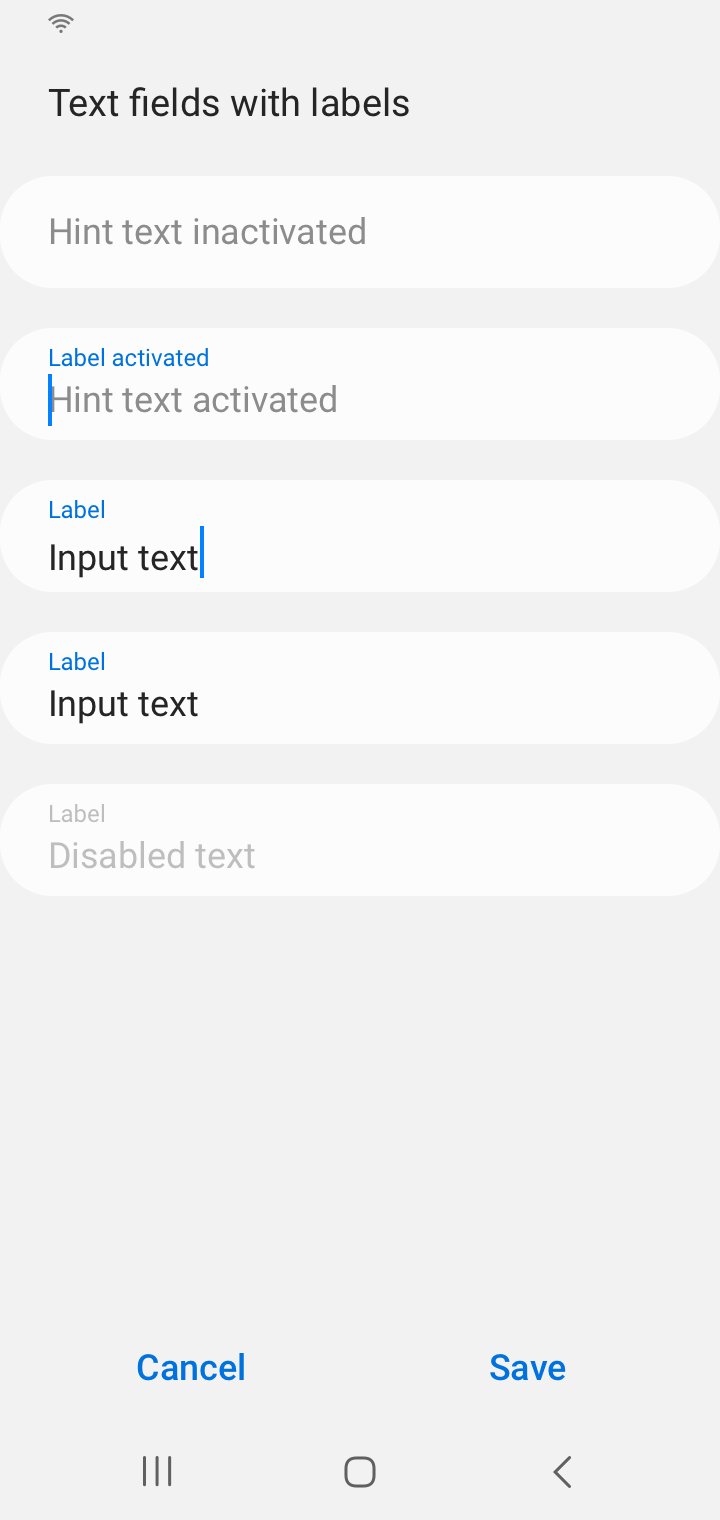 Text fields with labels
Hint text inactivated
Label activated
Hint text activated
Label
Input text
Label
Input text
Label
Disabled text
Cancel
Save